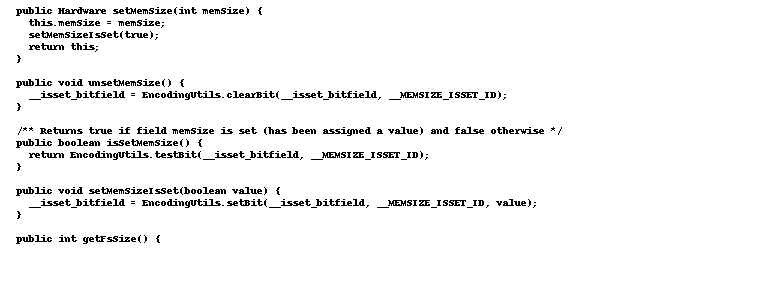 public Hardware setMemSize(int memSize) {
this.memSize = memSize;
setMemSizeIsSet(true);
return this;
}
public void unsetMemSize() {
__isset_bitfield = EncodingUtils.clearBit(__isset_bitfield, __MEMSIZE_ISSET_ID);
}
/** Returns true if field memSize is set (has been assigned a value) and false otherwise */
public boolean isSetMemSize() {
return EncodingUtils.testBit(__isset_bitfield, __MEMSIZE_ISSET_ID);
}
public void setMemSizeIsSet(boolean value) {
__isset_bitfield = EncodingUtils.setBit(__isset_bitfield, __MEMSIZE_ISSET_ID, value);
}
public int getFsSize() {